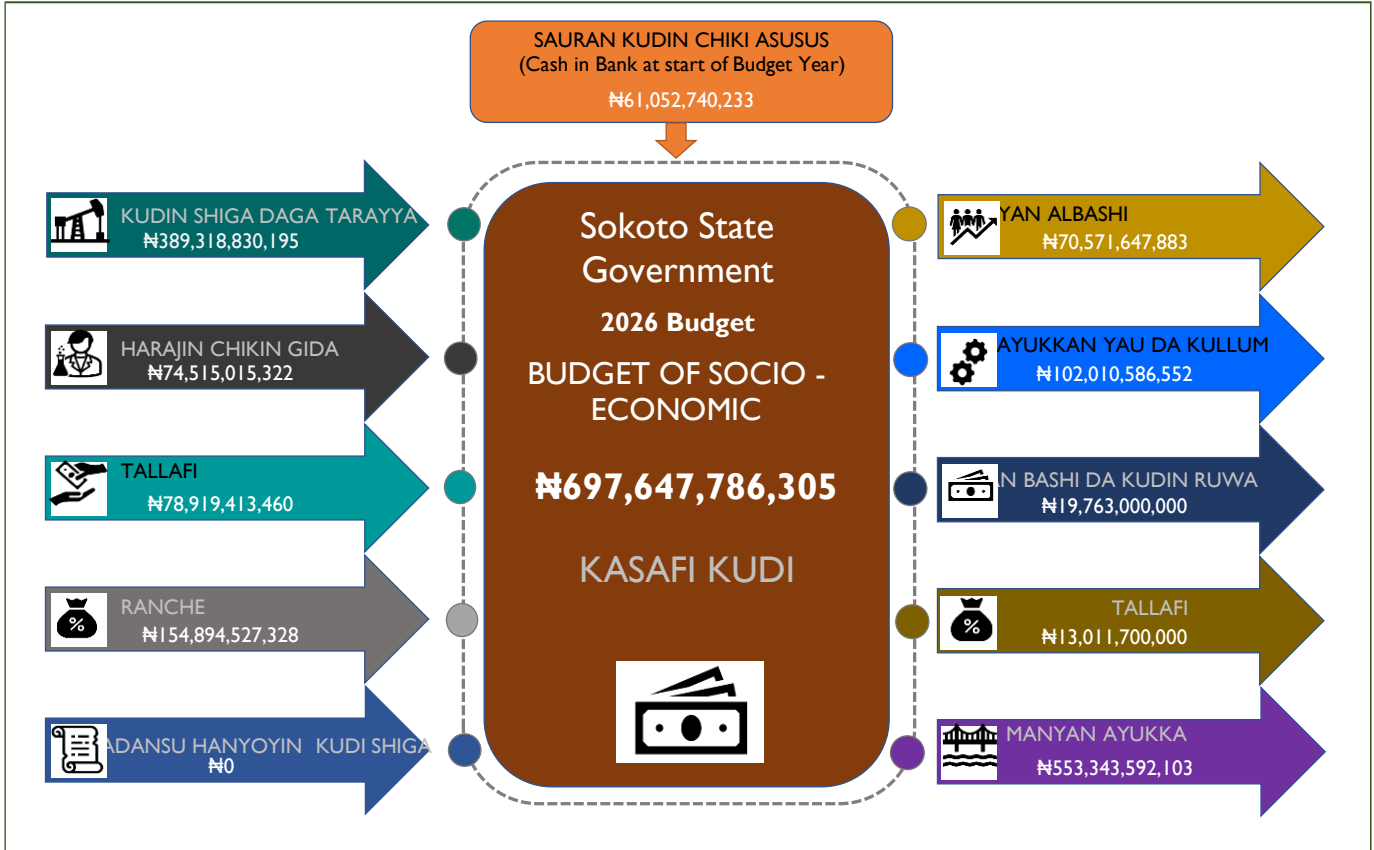 SAURAN KUDIN CHIKI ASUSUS
(Cash in Bank at start of Budget Year)
₦61,052,740,233
KUDIN SHIGA DAGA TARAYYA
₦389,318,830,195
HARAJIN CHIKIN GIDA
₦74,515,015,322
TALLAFI
₦78,919,413,460
RANCHE
%
₦154,894,527,328
ADANSU HANYOYIN KUDI SHIGA
₦0
Sokoto State
Government
2026 Budget
BUDGET OF SOCIO -
ECONOMIC
₦697,647,786,305
KASAFI KUDI
YAN ALBASHI
₦70,571,647,883
AYUKKAN YAU DA KULLUM
₦102,010,586,552
N BASHI DA KUDIN RUWA
₦19,763,000,000
TALLAFI
%
₦13,011,700,000
MANYAN AYUKKA
₦553,343,592,103